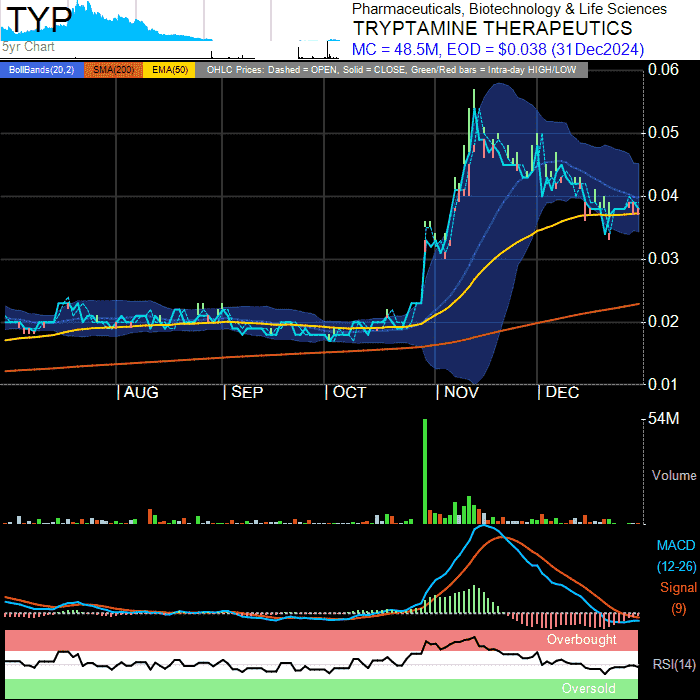 TYP
Pharmaceuticals, Biotechnology & Life Sciences
TRYPTAMINE THERAPEUTICS
5yr Chart
MC = 48.5M, EOD = $0.038 (31Dec2024)
BollBands(20,2) SMA(200) EMA(50) OHLC Prices: Dashed = OPEN, Solid = CLOSE, Green/Red bars = Intra-day HIGH/LOW
0.06
0.05
0.04
0.03
0.02
0.01
AUG SEP OCT NOV DEC
54M
Volume
MACD
(12-26)
Signal
(9)
Overbought
RSI(14)
Oversold